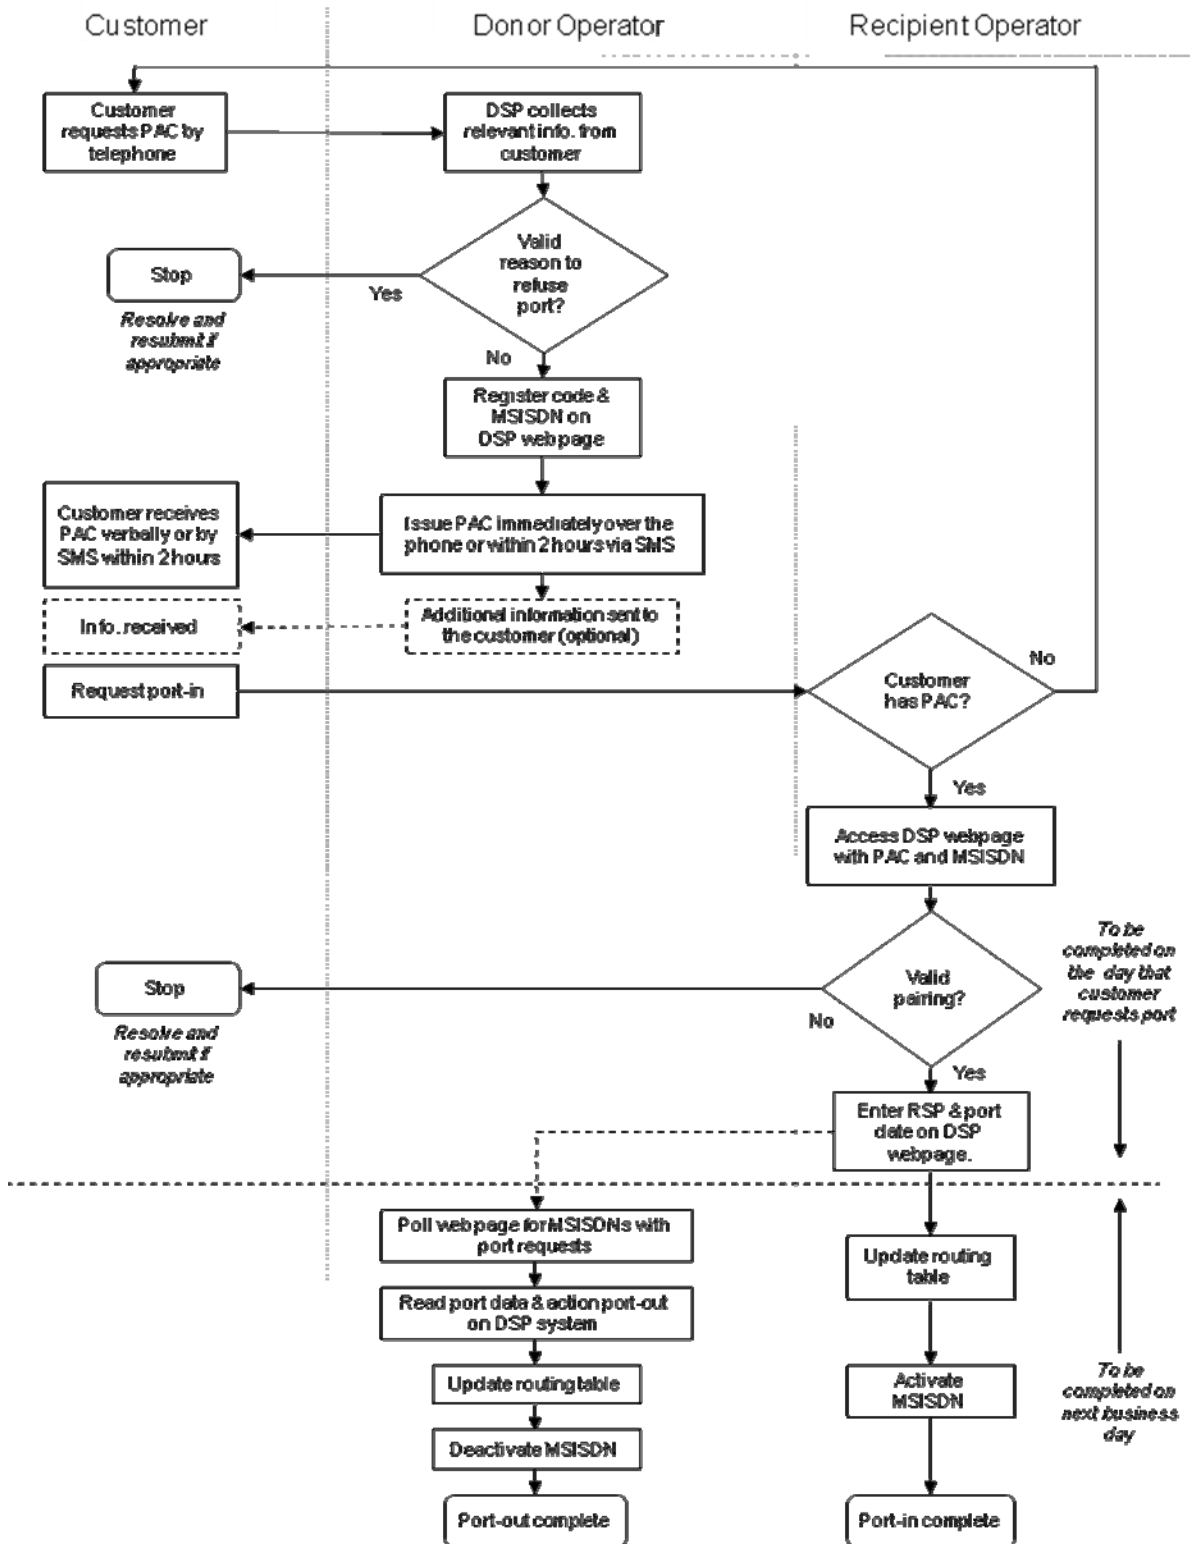 Customer
Donor Operator
Recipient Operator
Customer
requests PAC by
telephone
DSP collects
relevant info. from
customer
Valid
reason to
refuse
port?
Yes
Stop
Resolve and
resubmit if
appropriate
No
Register code &
MSISDN on
DSP webpage
Issue PAC immediately over the
phone or within 2 hours via SMS
Customer receives
PAC verbally or by
SMS within 2 hours
Additional information sent to
the customer (optional)
Info. received
Request port-in
Customer
has PAC?
No
Yes
Access DSP webpage
with PAC and MSISDN
Valid
pairing?
No
Stop
Resolve and
resubmit if
appropriate
To be
completed on
the day that
customer
requests port
Yes
Enter RSP & port
date on DSP
webpage.
Poll webpage for MSISDNs with
port requests
Read port data & action port-out
on DSP system
Update routing table
Deactivate MSISDN
Port-out complete
Update routing
table
Activate
MSISDN
Port-in complete
To be
completed on
next business
day